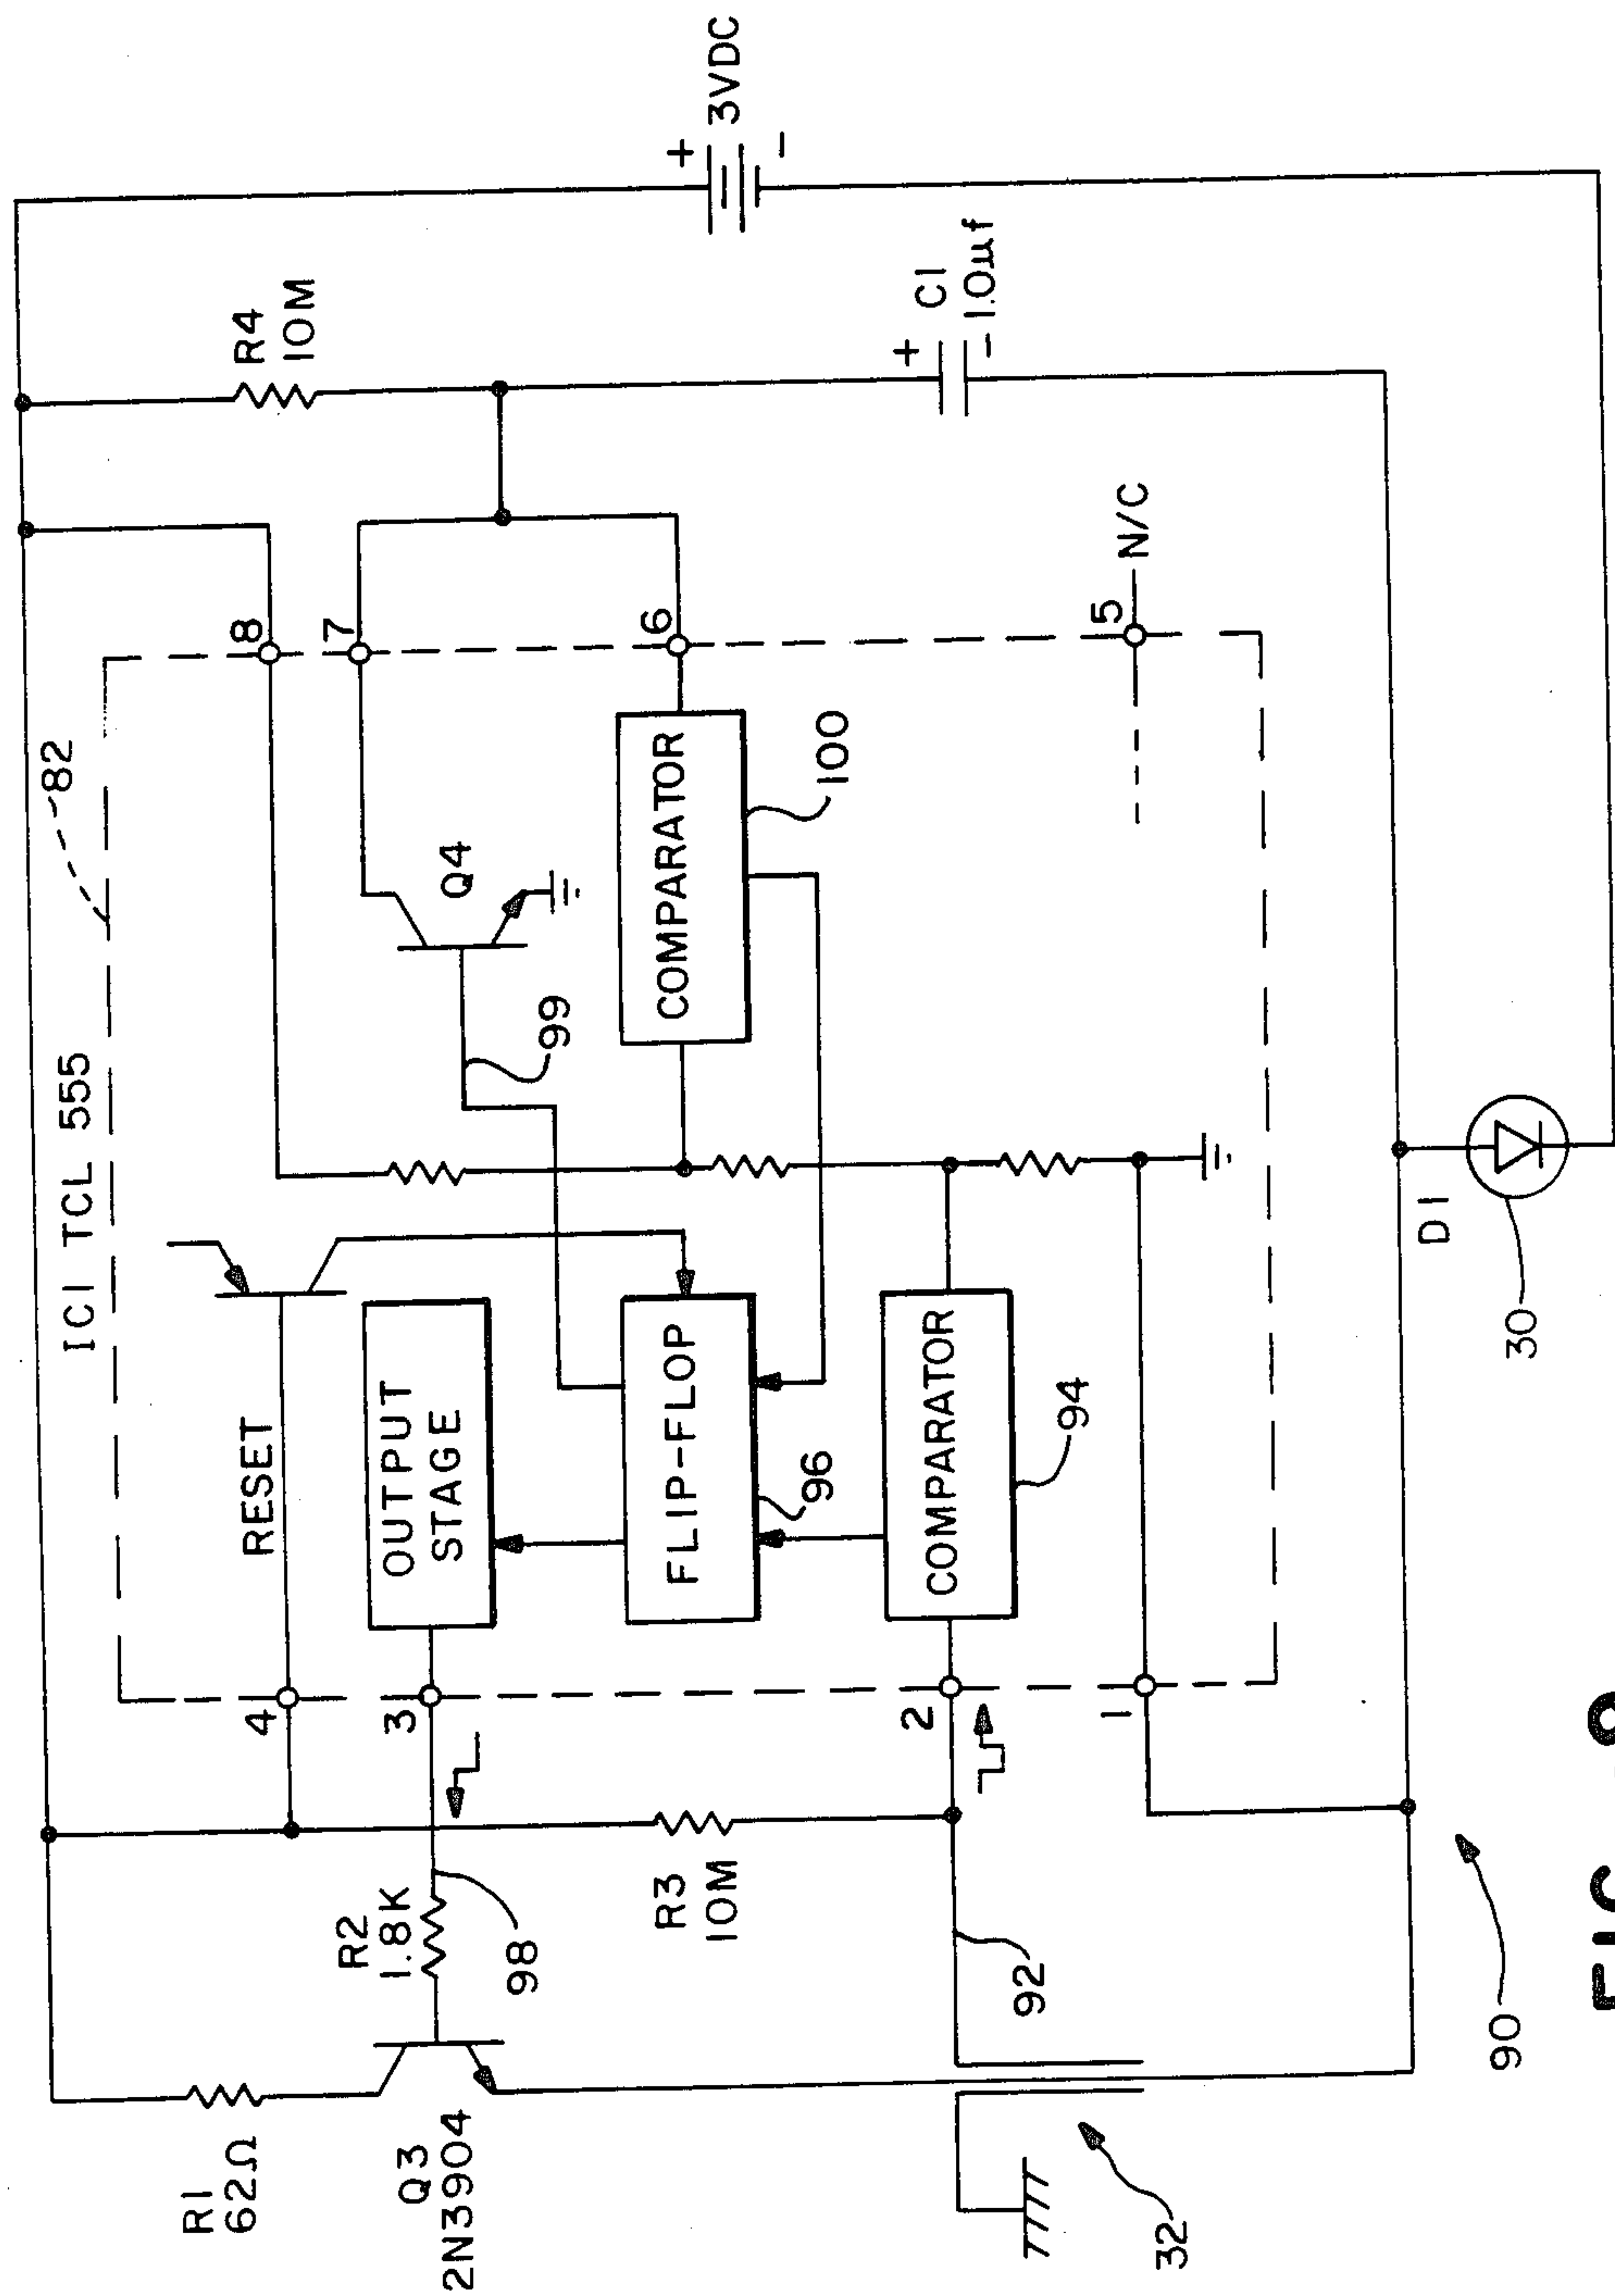 R1
62Ω
Q3
2N3904
R2
1.8K
98
R3
10M
92
32
90
4
3
2
1
RESET
OUTPUT
STAGE
FLIP-FLOP
96
COMPARATOR
94
IC1 TCL 555
82
99
Q4
COMPARATOR
100
8
7
6
5
N/C
R4
10M
+
C1
- 1.0µf
+
3VDC
-
D1
30